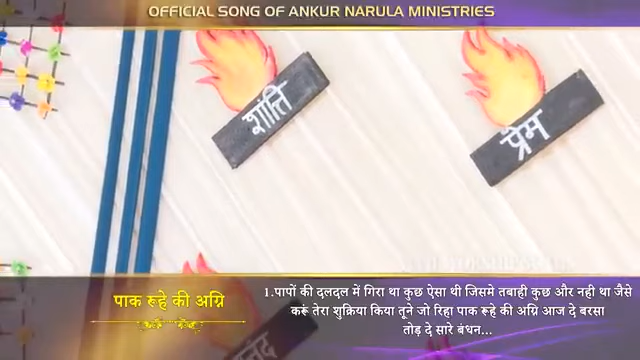 OFFICIAL SONG OF ANKUR NARULA MINISTRIES
शांति
प्रेम
पाक रूहे की अग्नि
1.पापों की दलदल में गिरा था कुछ ऐसा थी जिसमे तबाही कुछ और नही था जैसे
करूं तेरा शुक्रिया किया तूने जो रिहा पाक रूहे की अग्नि आज दे बरसा
तोड़ दे सारे बंधन...